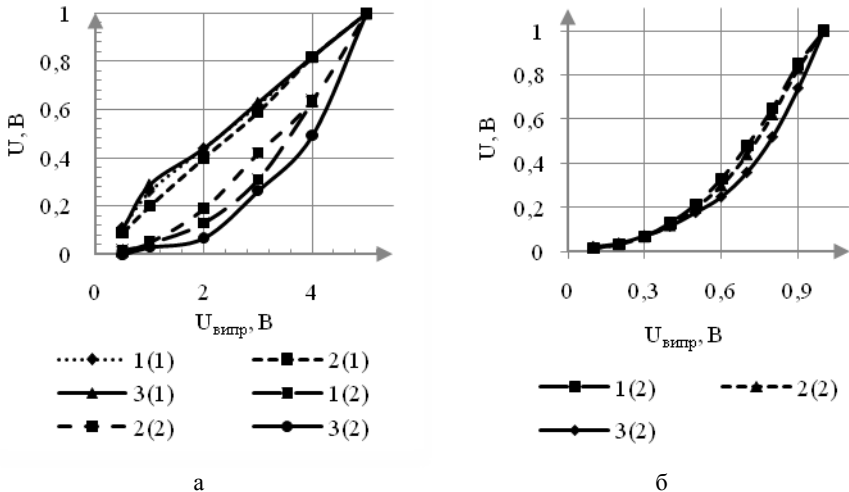 1
0,8
0,6
0,4
0,2
0
U, В
0 2 4
Uвипр, В
1(1) 2(1)
3(1) 1(2)
2(2) 3(2)
а
1
0,8
0,6
0,4
0,2
0
U, В
0 0,3 0,6 0,9
Uвипр, В
1(2) 2(2)
3(2)
б